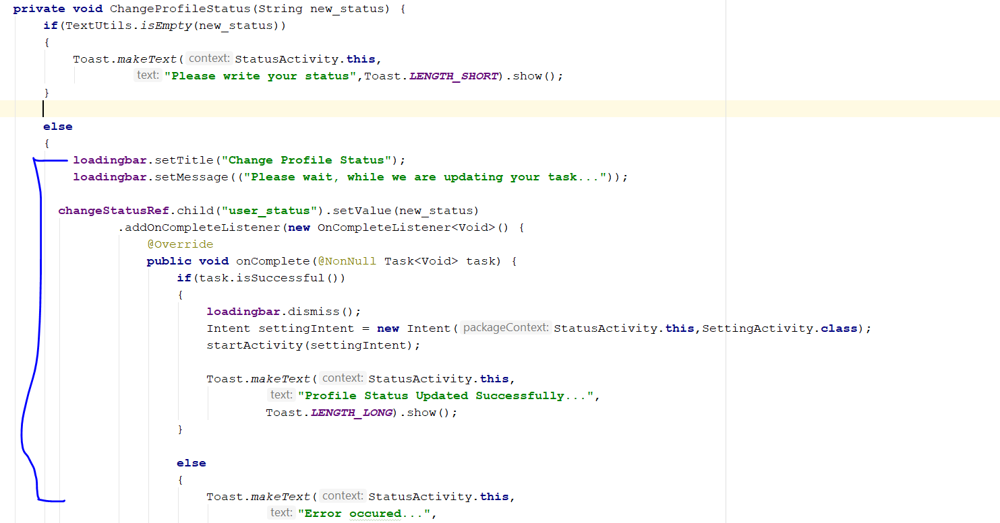 private void ChangeProfileStatus(String new_status) {
if(TextUtils.isEmpty(new_status))
{
Toast.makeText( context: StatusActivity.this,
text: "Please write your status",Toast.LENGTH_SHORT).show();
}
else
{
loadingbar.setTitle("Change Profile Status");
loadingbar.setMessage(("Please wait, while we are updating your task..."));
changeStatusRef.child("user_status").setValue(new_status)
.addOnCompleteListener(new OnCompleteListener<Void>() {
@Override
public void onComplete(@NonNull Task<Void> task) {
if(task.isSuccessful())
{
loadingbar.dismiss();
Intent settingIntent = new Intent( packageContext: StatusActivity.this,SettingActivity.class);
startActivity(settingIntent);
Toast.makeText( context: StatusActivity.this,
text: "Profile Status Updated Successfully...",
Toast.LENGTH_LONG).show();
}
else
{
Toast.makeText( context: StatusActivity.this,
text: "Error occured...",